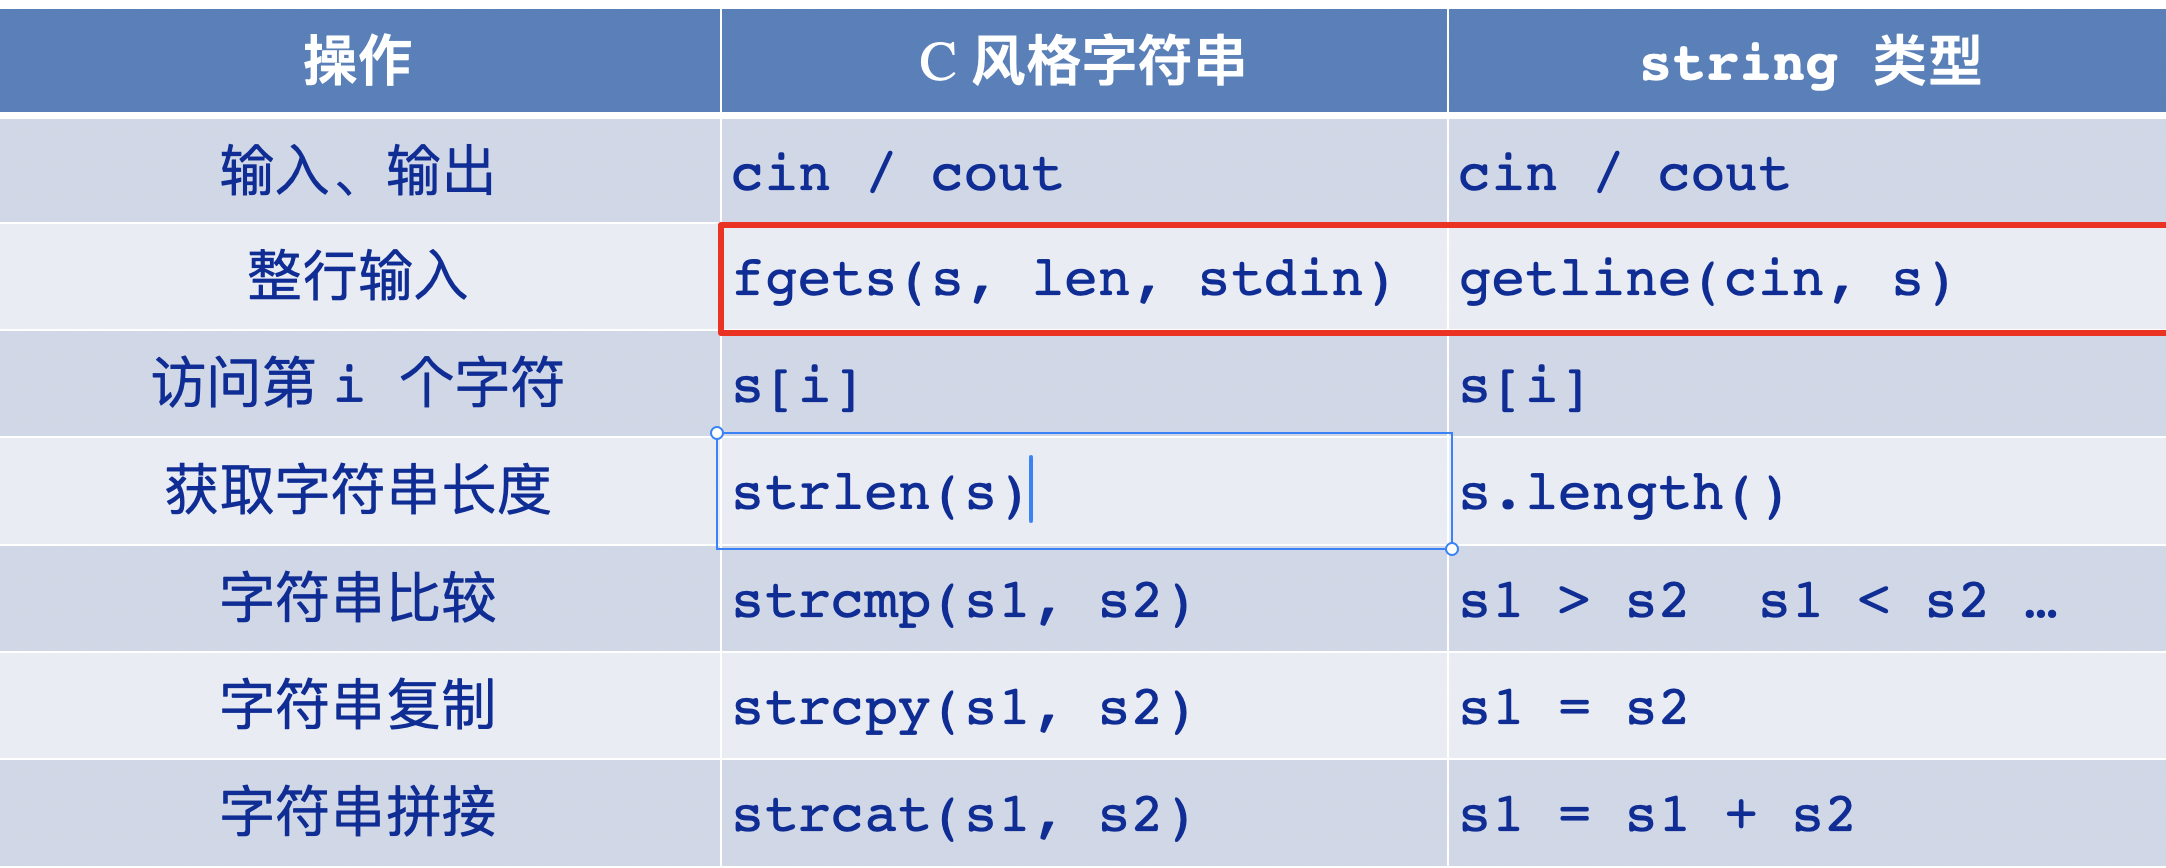 操作 C 风格字符串 string 类型
输入、输出 cin / cout cin / cout
整行输入 fgets(s, len, stdin) getline(cin, s)
访问第 i 个字符 s[i] s[i]
获取字符串长度 strlen(s) s.length()
字符串比较 strcmp(s1, s2) s1 > s2 s1 < s2 …
字符串复制 strcpy(s1, s2) s1 = s2
字符串拼接 strcat(s1, s2) s1 = s1 + s2